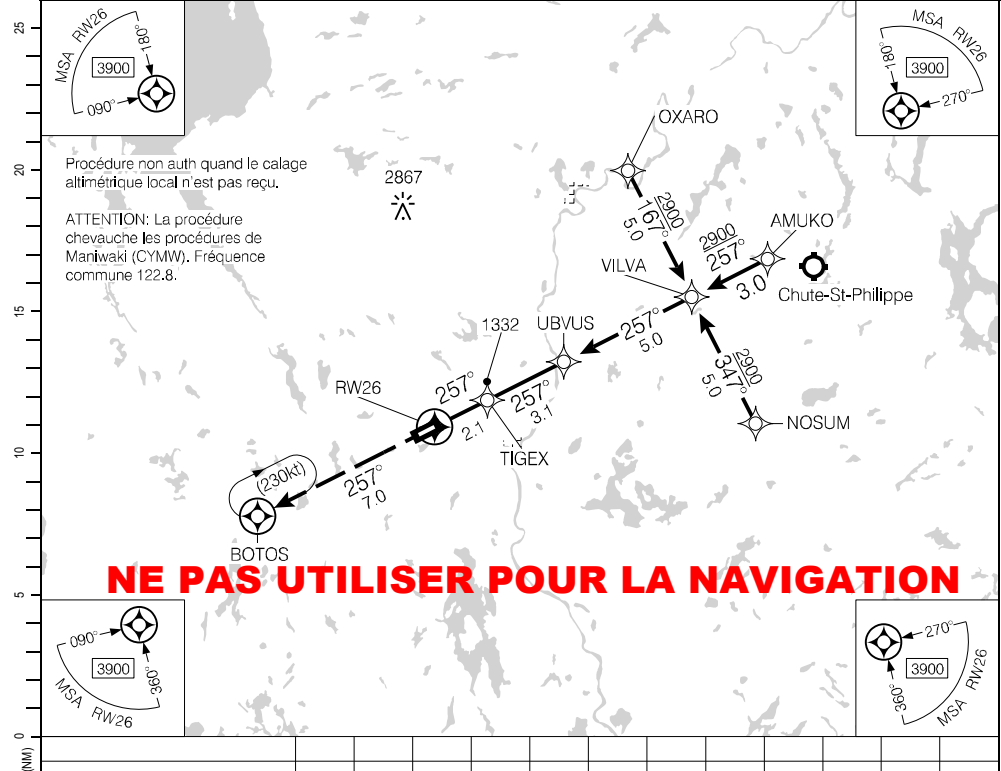 25
MSA RW26
180°
3900
090°
MSA RW26
180°
3900
270°
OXARO
Procédure non auth quand le calage
altimétrique local n'est pas reçu.
20
2867
2900
167°
5.0
ATTENTION: La procédure
chevauche les procédures de
Maniwaki (CYMW). Fréquence
commune 122.8.
AMUKO
2900
257°
3.0
VILVA
Chute-St-Philippe
15
1332
UBVUS
257°
5.0
2900
347°
5.0
RW26
257°
2.1
257°
3.1
NOSUM
TIGEX
10
(230kt)
257°
7.0
BOTOS
NE PAS UTILISER POUR LA NAVIGATION
5
090°
3900
360°
MSA RW26
270°
3900
360°
MSA RW26
0
(NM)